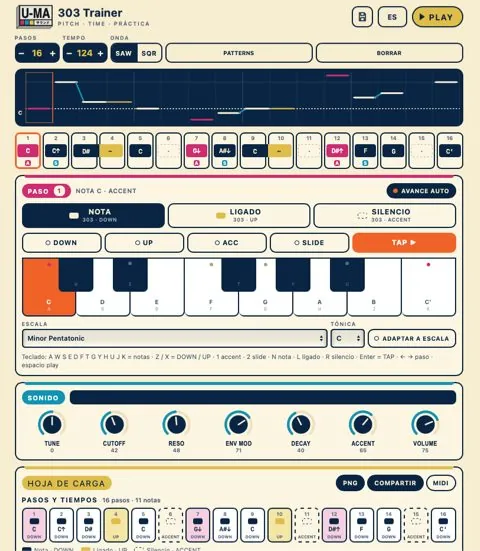 U-MA
303 Trainer
PITCH · TIME · PRÁCTICA
ES
PLAY
PASOS
TEMPO
ONDA
− 16 +
− 124 +
SAW SQR
PATTERNS
BORRAR
C
1 2 3 4 5 6 7 8 9 10 11 12 13 14 15 16
C C↑ D# – C · G↓ A#↓ C – · D#↑ F G · C'
A S A S A S
PASO 1 NOTA C · ACCENT
AVANCE AUTO
NOTA
303 · DOWN
LIGADO
303 · UP
SILENCIO
303 · ACCENT
DOWN
UP
ACC
SLIDE
TAP
D E F G A B C'
ESCALA
TÓNICA
Minor Pentatonic
C
ADAPTAR A ESCALA
Teclado: A W S E D F T G Y H U J K = notas · Z / X = DOWN / UP · 1 accent · 2 slide · N nota · L ligado · R silencio · Enter = TAP · ← → paso ·
espacio play
SONIDO
TUNE
0
CUTOFF
42
RESO
48
ENV MOD
71
DECAY
40
ACCENT
65
VOLUME
75
HOJA DE CARGA
PNG
COMPARTIR
MIDI
PASOS Y TIEMPOS 16 pasos · 11 notas
1 2 3 4 5 6 7 8 9 10 11 12 13 14 15 16
C C↑ D# C G↓ A#↓ C D#↑ F G C'
DOWN DOWN DOWN UP DOWN ACCENT DOWN DOWN DOWN UP ACCENT DOWN DOWN DOWN ACCENT DOWN
Nota · DOWN Ligado · UP Silencio · ACCENT